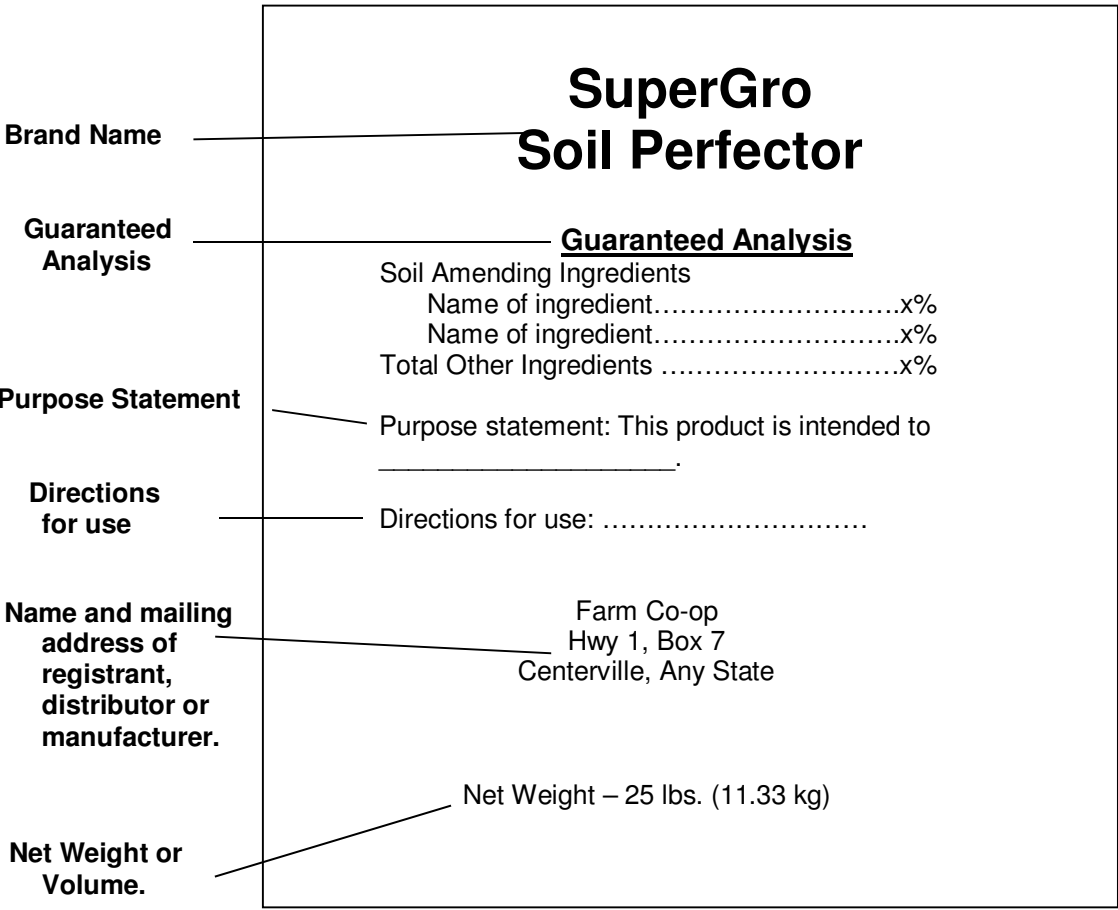 SuperGro
Soil Perfector
Brand Name
Guaranteed
Analysis
Guaranteed Analysis
Soil Amending Ingredients
Name of ingredient……………………….x%
Name of ingredient……………………….x%
Total Other Ingredients ………………………x%
Purpose Statement
Purpose statement: This product is intended to
_____________________.
Directions
for use
Directions for use: …………………………
Name and mailing
address of
registrant,
distributor or
manufacturer.
Farm Co-op
Hwy 1, Box 7
Centerville, Any State
Net Weight – 25 lbs. (11.33 kg)
Net Weight or
Volume.